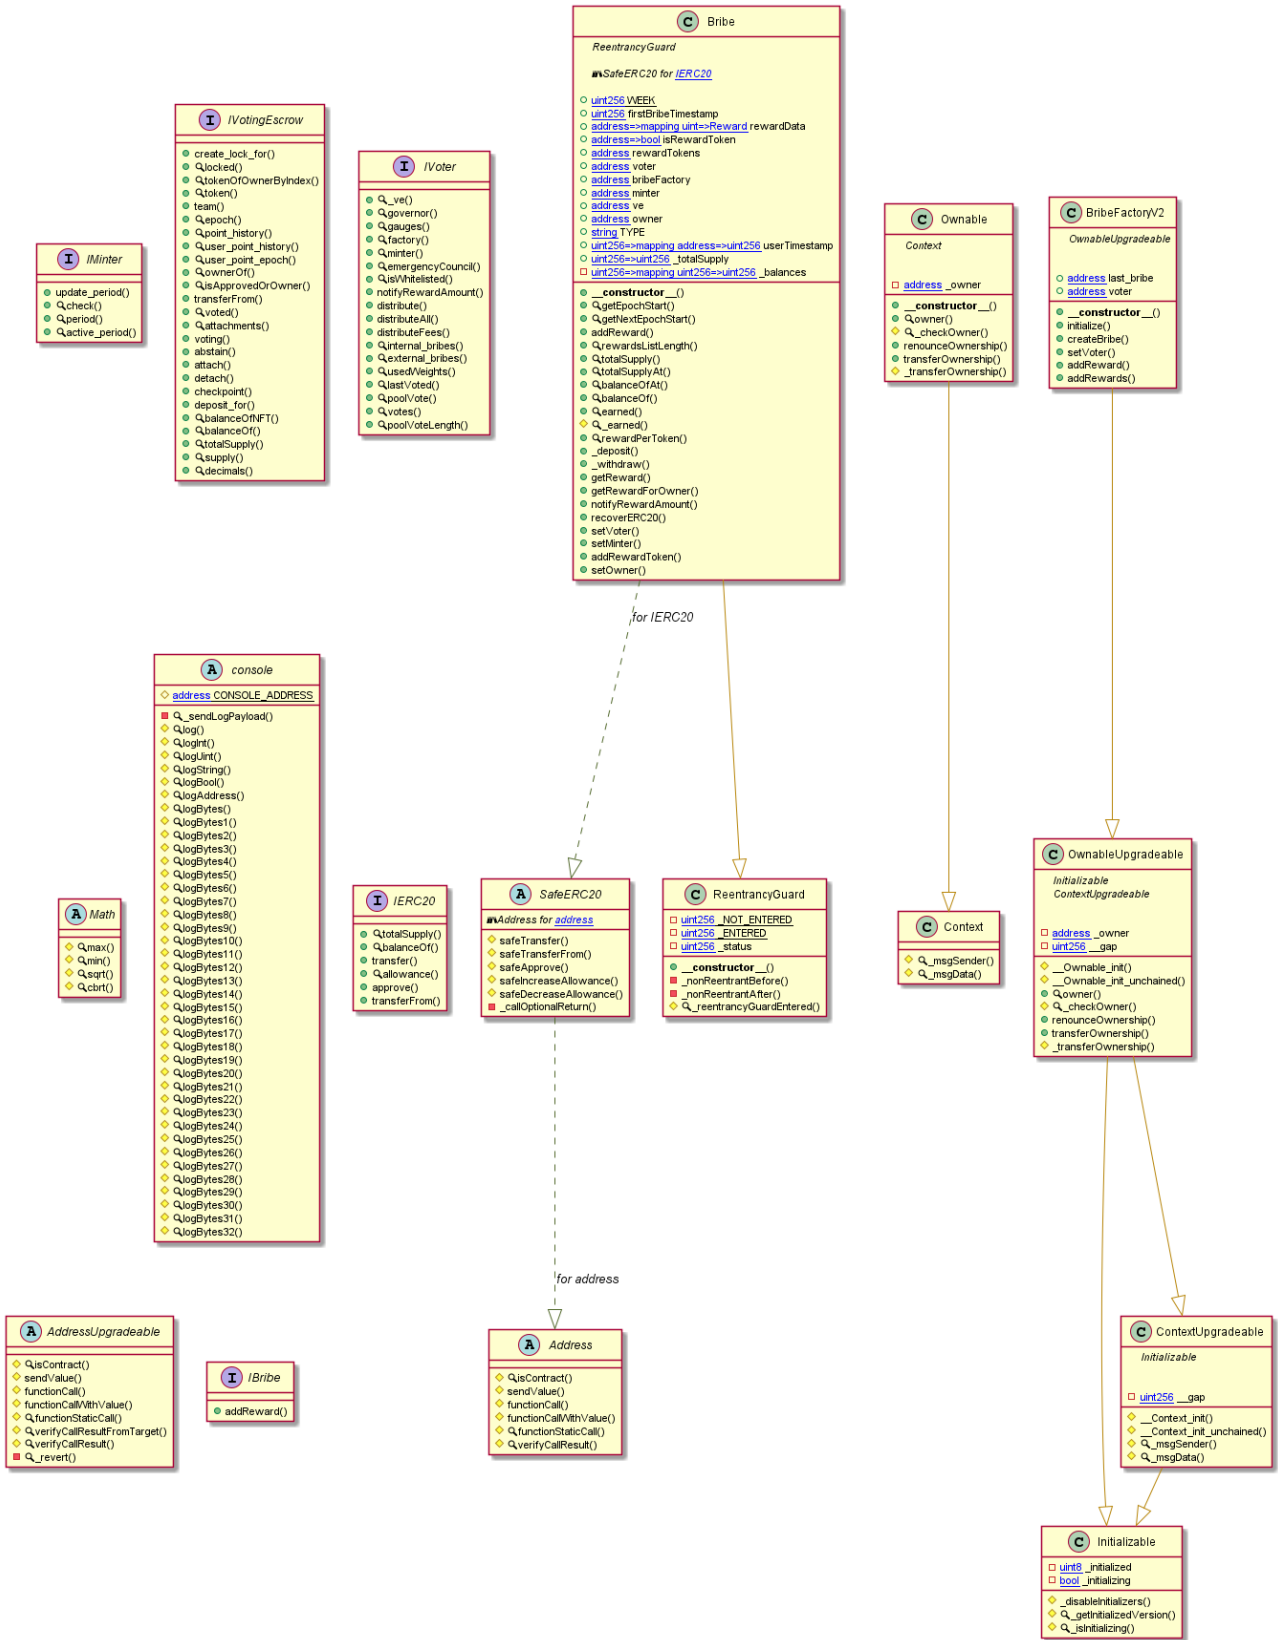 Bribe
ReentrancyGuard
SafeERC20 for IERC20
uint256 WEEK
uint256 firstBribeTimestamp
address=>mapping uint=>Reward rewardData
address=>bool isRewardToken
address rewardTokens
address voter
address bribeFactory
address minter
address ve
address owner
string TYPE
uint256=>mapping address=>uint256 userTimestamp
uint256=>uint256 _totalSupply
uint256=>mapping uint256=>uint256 _balances
__constructor__()
getEpochStart()
getNextEpochStart()
addReward()
rewardsListLength()
totalSupply()
totalSupplyAt()
balanceOfAt()
balanceOf()
earned()
_earned()
rewardPerToken()
_deposit()
_withdraw()
getReward()
getRewardForOwner()
notifyRewardAmount()
recoverERC20()
setVoter()
setMinter()
addRewardToken()
setOwner()
I IVotingEscrow
create_lock_for()
locked()
tokenOfOwnerByIndex()
token()
team()
epoch()
point_history()
user_point_history()
user_point_epoch()
ownerOf()
isApprovedOrOwner()
transferFrom()
voted()
attachments()
voting()
abstain()
attach()
detach()
checkpoint()
deposit_for()
balanceOfNFT()
balanceOf()
totalSupply()
supply()
decimals()
I IVoter
_ve()
governor()
gauges()
factory()
minter()
emergencyCouncil()
isWhitelisted()
notifyRewardAmount()
distribute()
distributeAll()
distributeFees()
internal_bribes()
external_bribes()
usedWeights()
lastVoted()
poolVote()
votes()
poolVoteLength()
I IMinter
update_period()
check()
period()
active_period()
C Ownable
Context
address _owner
__constructor__()
owner()
_checkOwner()
renounceOwnership()
transferOwnership()
_transferOwnership()
C BribeFactoryV2
OwnableUpgradeable
address last_bribe
address voter
__constructor__()
initialize()
createBribe()
setVoter()
addReward()
addRewards()
for IERC20
A console
address CONSOLE_ADDRESS
_sendLogPayload()
log()
logInt()
logUint()
logString()
logBool()
logAddress()
logBytes()
logBytes1()
logBytes2()
logBytes3()
logBytes4()
logBytes5()
logBytes6()
logBytes7()
logBytes8()
logBytes9()
logBytes10()
logBytes11()
logBytes12()
logBytes13()
logBytes14()
logBytes15()
logBytes16()
logBytes17()
logBytes18()
logBytes19()
logBytes20()
logBytes21()
logBytes22()
logBytes23()
logBytes24()
logBytes25()
logBytes26()
logBytes27()
logBytes28()
logBytes29()
logBytes30()
logBytes31()
logBytes32()
A Math
max()
min()
sqrt()
cbrt()
I IERC20
totalSupply()
balanceOf()
transfer()
allowance()
approve()
transferFrom()
A SafeERC20
Address for address
safeTransfer()
safeTransferFrom()
safeApprove()
safeIncreaseAllowance()
safeDecreaseAllowance()
_callOptionalReturn()
C ReentrancyGuard
uint256 _NOT_ENTERED
uint256 _ENTERED
uint256 _status
__constructor__()
_nonReentrantBefore()
_nonReentrantAfter()
_reentrancyGuardEntered()
C Context
_msgSender()
_msgData()
C OwnableUpgradeable
Initializable
ContextUpgradeable
address _owner
uint256 __gap
__Ownable_init()
__Ownable_init_unchained()
owner()
_checkOwner()
renounceOwnership()
transferOwnership()
_transferOwnership()
for address
A AddressUpgradeable
isContract()
sendValue()
functionCall()
functionCallWithValue()
functionStaticCall()
verifyCallResultFromTarget()
verifyCallResult()
_revert()
I IBribe
addReward()
A Address
isContract()
sendValue()
functionCall()
functionCallWithValue()
functionStaticCall()
verifyCallResult()
C ContextUpgradeable
Initializable
uint256 __gap
__Context_init()
__Context_init_unchained()
_msgSender()
_msgData()
C Initializable
uint8 _initialized
bool _initializing
_disableInitializers()
_getInitializedVersion()
_isInitializing()